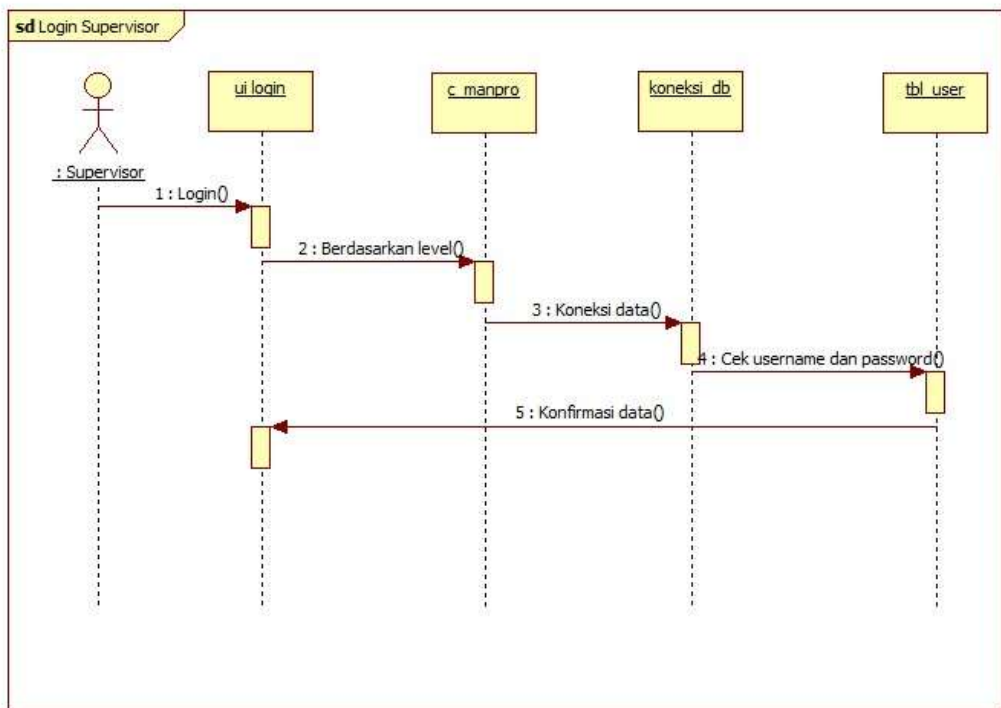 sd Login Supervisor
ui login
c_manpro
koneksi_db
tbl_user
: Supervisor
1 : Login()
2 : Berdasarkan level()
3 : Koneksi data()
4 : Cek username dan password()
5 : Konfirmasi data()